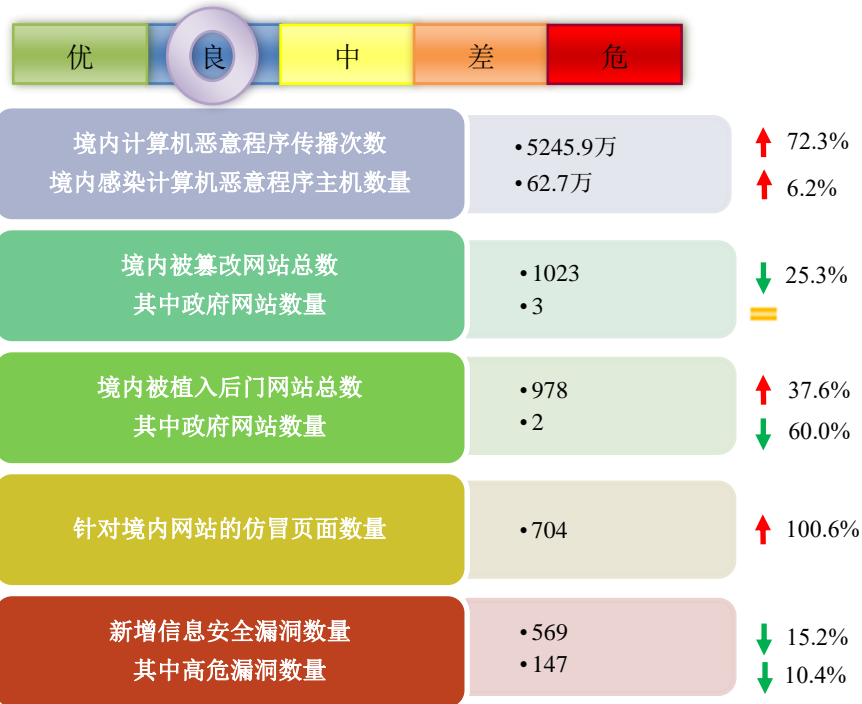 优 良 中 差 危
境内计算机恶意程序传播次数 •5245.9万 72.3%
境内感染计算机恶意程序主机数量 •62.7万 6.2%
境内被篡改网站总数 •1023 25.3%
其中政府网站数量 •3
境内被植入后门网站总数 •978 37.6%
其中政府网站数量 •2 60.0%
针对境内网站的仿冒页面数量 •704 100.6%
新增信息安全漏洞数量 •569 15.2%
其中高危漏洞数量 •147 10.4%